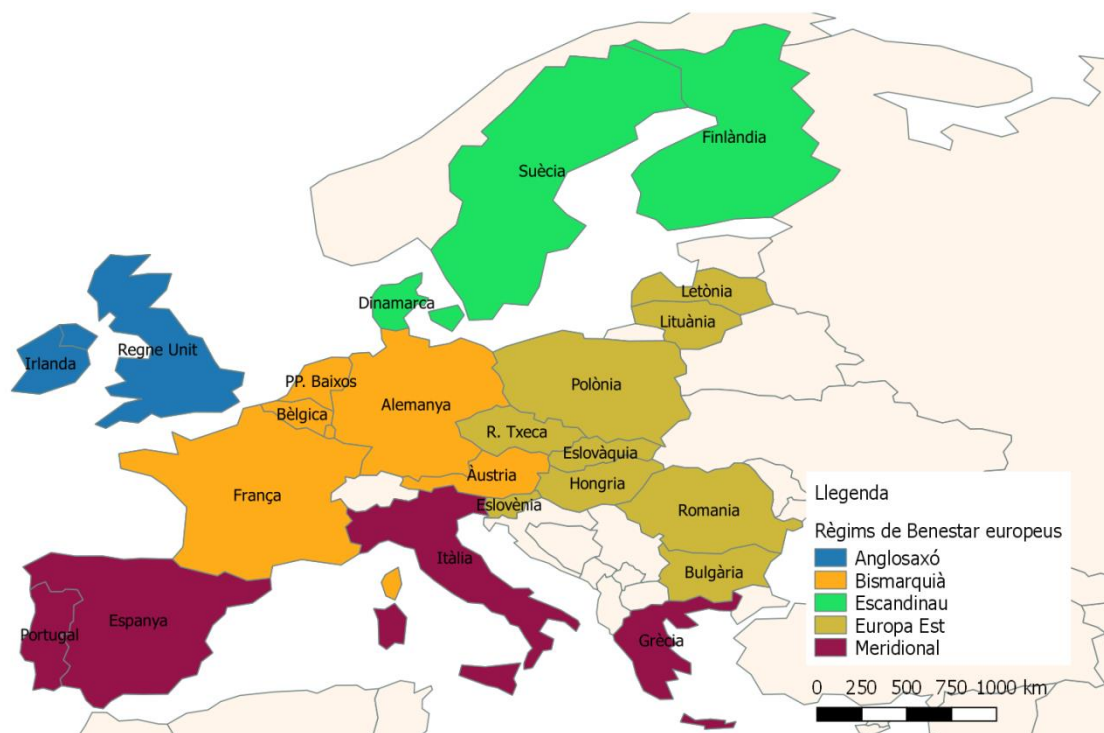 Finlàndia
Suècia
Letònia
Dinamarca
Lituània
Regne Unit
Irlanda
PP. Baixos
Polònia
Alemanya
Bèlgica
R. Txeca
Eslovàquia
Àustria
Hongria
França
Eslovènia
Romania
Itàlia
Bulgària
Espanya
Portugal
Grècia
Llegenda
Règims de Benestar europeus
Anglosaxó
Bismarquià
Escandinau
Europa Est
Meridional
0 250 500 750 1000 km